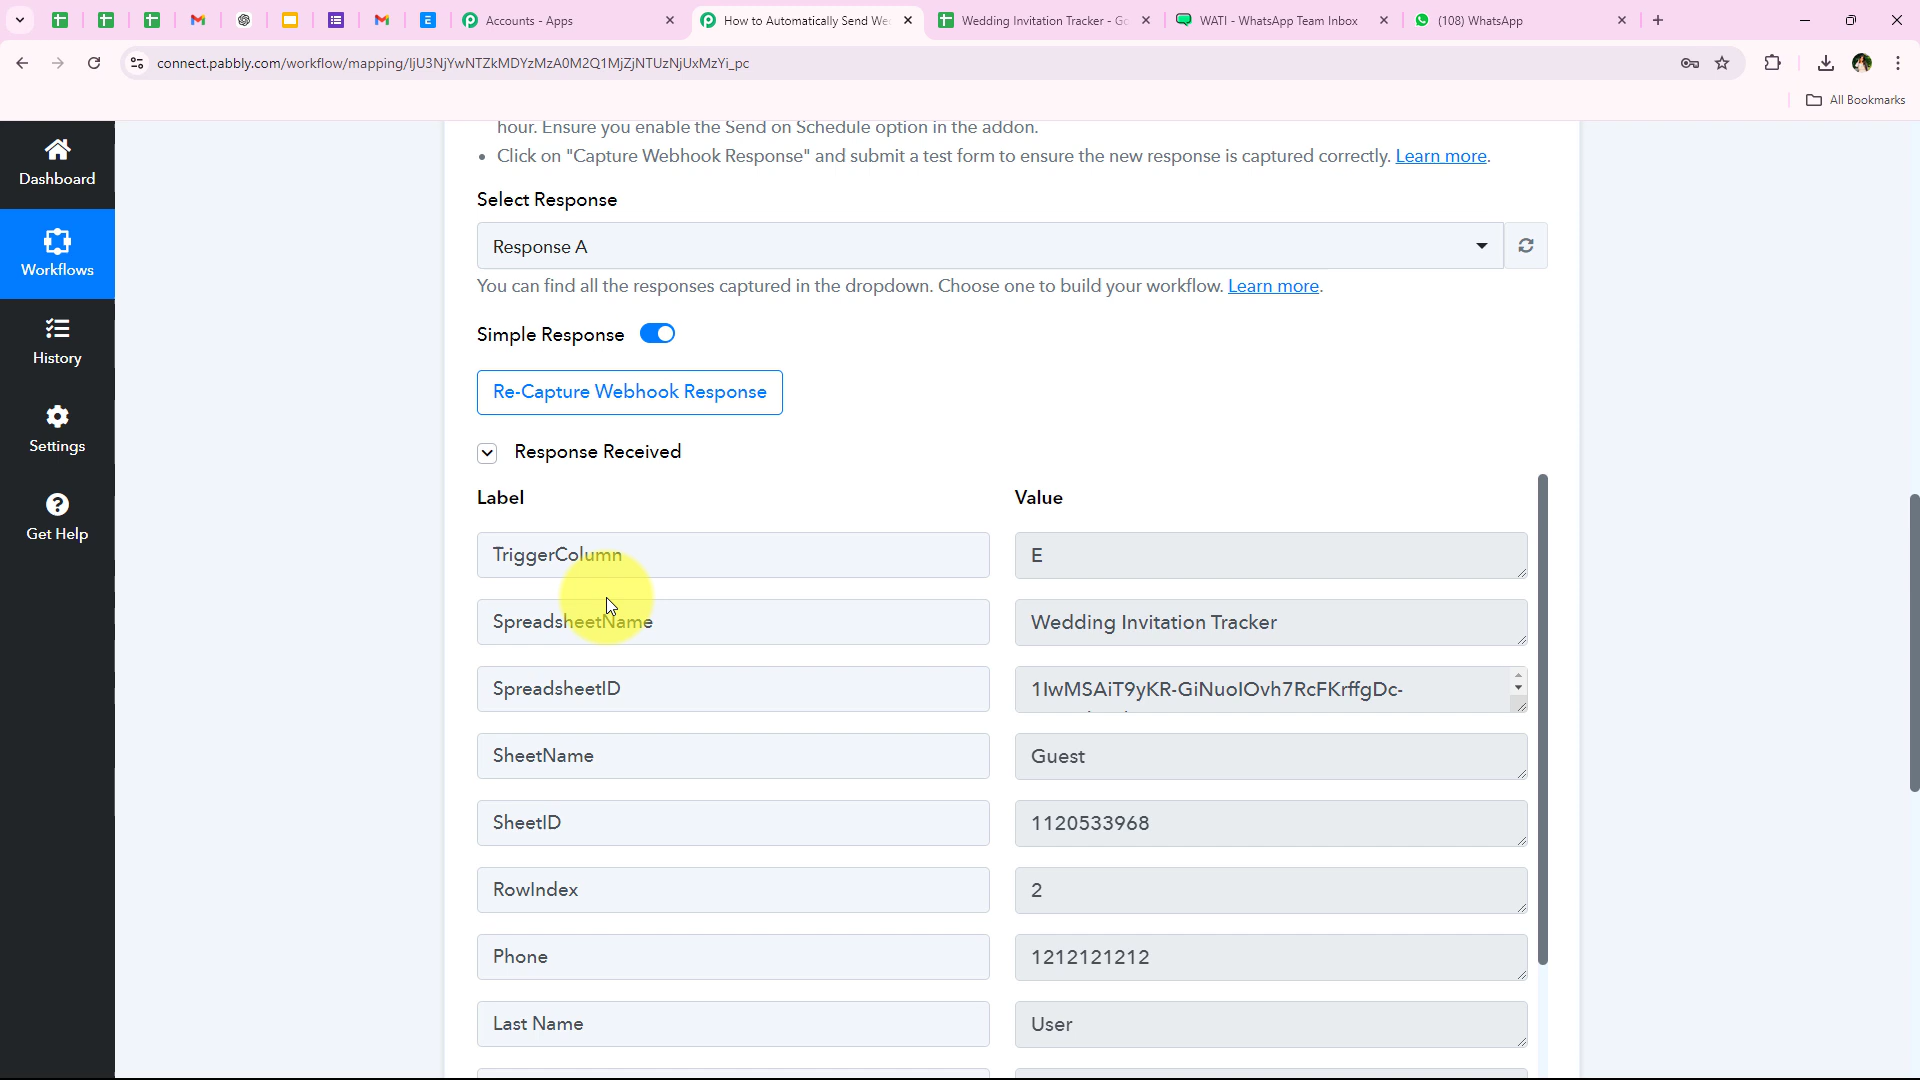 Accounts - Apps
How to Automatically Send We
Wedding Invitation Tracker - Go
WATI - WhatsApp Team Inbox
(108) WhatsApp
connect.pabbly.com/workflow/mapping/IjU3NjYwNTZkMDYzMzA0M2Q1MjZjNTUzNjUxMzYi_pc
All Bookmarks
Dashboard
Workflows
History
Settings
Get Help
hour. Ensure you enable the Send on Schedule option in the addon.
• Click on "Capture Webhook Response" and submit a test form to ensure the new response is captured correctly. Learn more.
Select Response
Response A
You can find all the responses captured in the dropdown. Choose one to build your workflow. Learn more.
Simple Response
Re-Capture Webhook Response
Response Received
Label Value
TriggerColumn E
SpreadsheetName Wedding Invitation Tracker
SpreadsheetID 1IwMSAiT9yKR-GiNuoIOvh7RcFKrffgDc-
SheetName Guest
SheetID 1120533968
RowIndex 2
Phone 1212121212
Last Name User